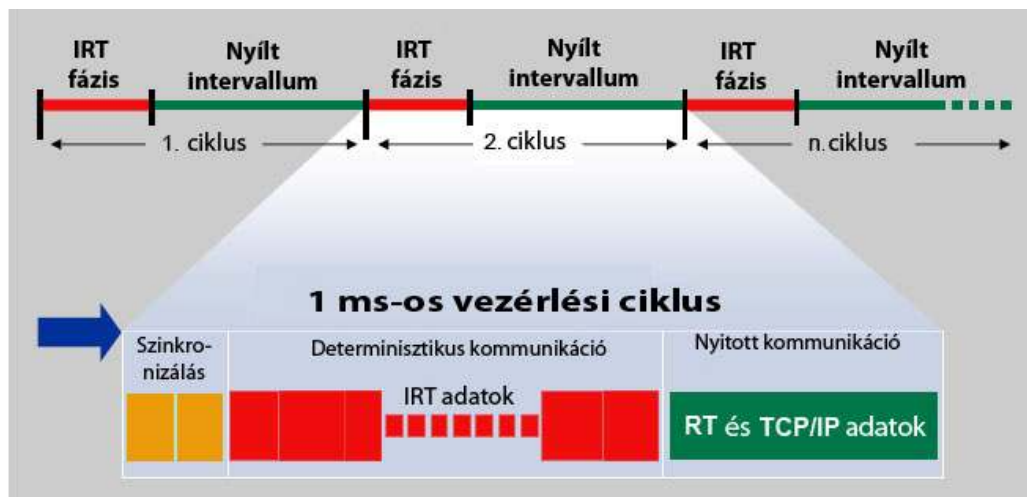 IRT fázis
Nyílt intervallum
IRT fázis
Nyílt intervallum
IRT fázis
Nyílt intervallum
1. ciklus
2. ciklus
n. ciklus
1 ms-os vezérlési ciklus
Szinkro-
nizálás
Determinisztikus kommunikáció
Nyitott kommunikáció
IRT adatok
RT és TCP/IP adatok